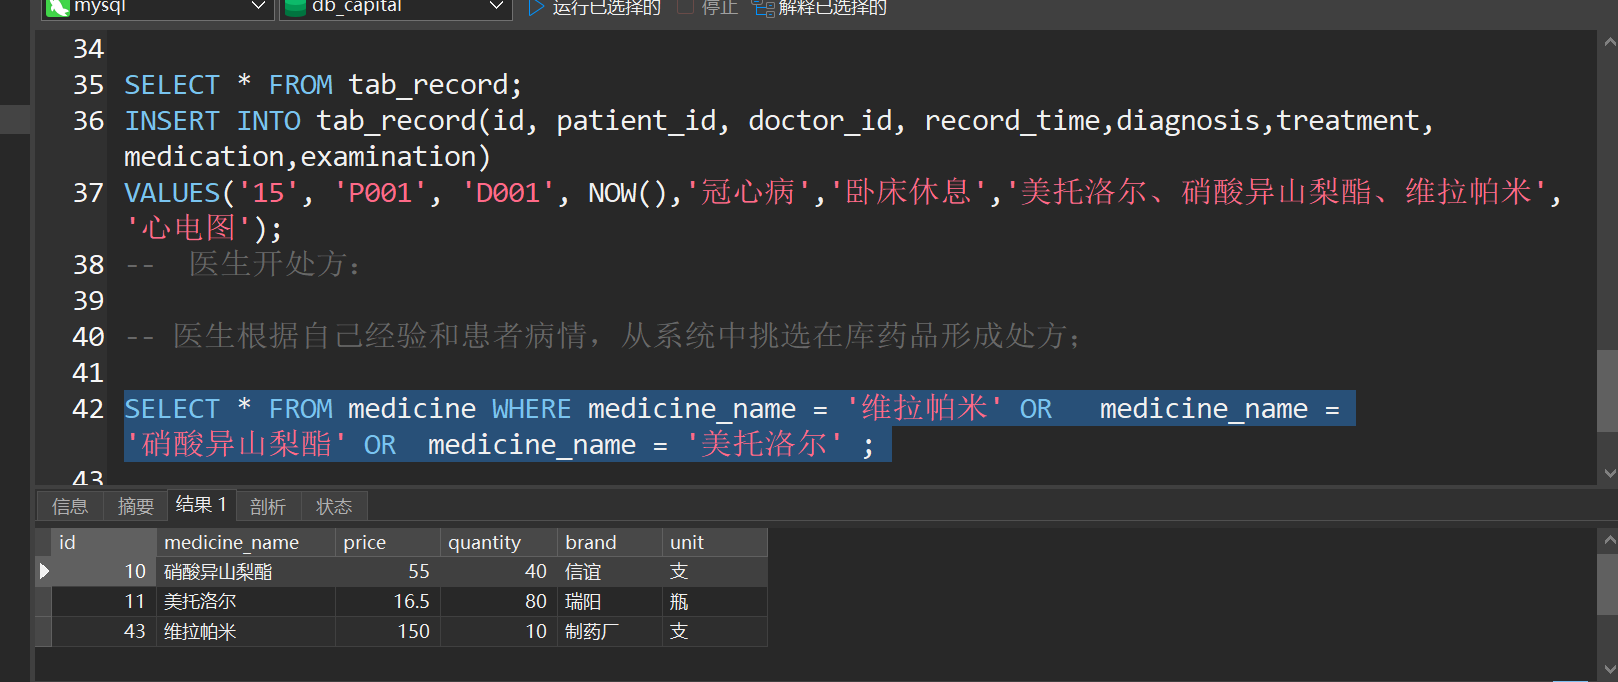 mysql db_capital 运行已选择的 停止 解释已选择的
34
35 SELECT * FROM tab_record;
36 INSERT INTO tab_record(id, patient_id, doctor_id, record_time,diagnosis,treatment,
medication,examination)
37 VALUES('15', 'P001', 'D001', NOW(),'冠心病','卧床休息','美托洛尔、硝酸异山梨酯、维拉帕米',
'心电图');
38 --  医生开处方：
39
40 -- 医生根据自己经验和患者病情，从系统中挑选在库药品形成处方；
41
42 SELECT * FROM medicine WHERE medicine_name = '维拉帕米' OR   medicine_name =
'硝酸异山梨酯' OR  medicine_name = '美托洛尔' ;
43
信息 摘要 结果 1 剖析 状态
id medicine_name price quantity brand unit
10 硝酸异山梨酯 55 40 信谊 支
11 美托洛尔 16.5 80 瑞阳 瓶
43 维拉帕米 150 10 制药厂 支